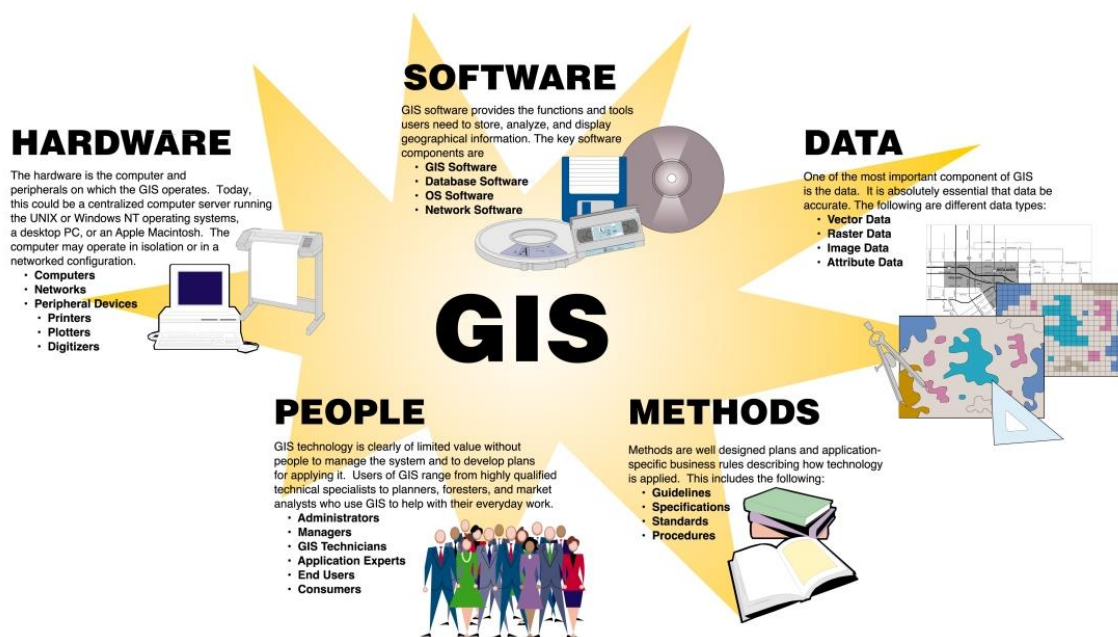 SOFTWARE
GIS software provides the functions and tools
users need to store, analyze, and display
geographical information. The key software
components are
• GIS Software
• Database Software
• OS Software
• Network Software
HARDWARE
The hardware is the computer and
peripherals on which the GIS operates. Today,
this could be a centralized computer server running
the UNIX or Windows NT operating systems,
a desktop PC, or an Apple Macintosh. The
computer may operate in isolation or in a
networked configuration.
• Computers
• Networks
• Peripheral Devices
• Printers
• Plotters
• Digitizers
DATA
One of the most important component of GIS
is the data. It is absolutely essential that data be
accurate. The following are different data types:
• Vector Data
• Raster Data
• Image Data
• Attribute Data
GIS
PEOPLE
GIS technology is clearly of limited value without
people to manage the system and to develop plans
for applying it. Users of GIS range from highly qualified
technical specialists to planners, foresters, and market
analysts who use GIS to help with their everyday work.
• Administrators
• Managers
• GIS Technicians
• Application Experts
• End Users
• Consumers
METHODS
Methods are well designed plans and application-
specific business rules describing how technology
is applied. This includes the following:
• Guidelines
• Specifications
• Standards
• Procedures